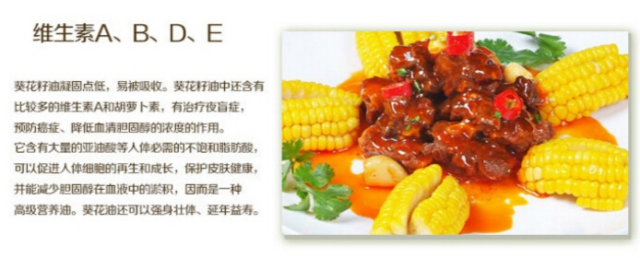 维生素A、B、D、E
葵花籽油凝固点低，易被吸收。葵花籽油中还含有
比较多的维生素A和胡萝卜素，有治疗夜盲症，
预防癌症、降低血清胆固醇的浓度的作用。
它含有大量的亚油酸等人体必需的不饱和脂肪酸，
可以促进人体细胞的再生和成长，保护皮肤健康，
并能减少胆固醇在血液中的淤积，因而是一种
高级营养油。葵花油还可以强身壮体、延年益寿。